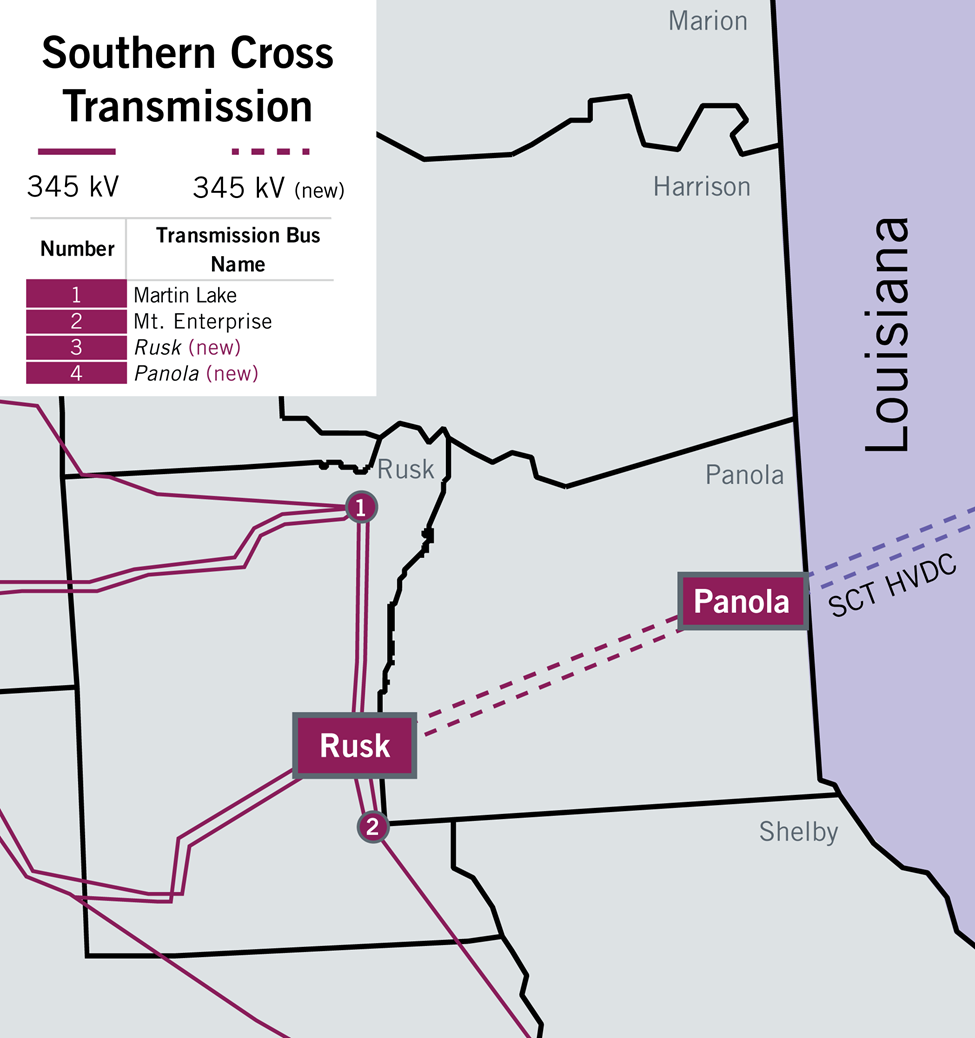 Southern Cross
Transmission
345 kV
345 kV (new)
Number
Transmission Bus
Name
1 Martin Lake
2 Mt. Enterprise
3 Rusk (new)
4 Panola (new)
Marion
Harrison
Louisiana
Rusk
Panola
1
Panola
SCT HVDC
Rusk
2
Shelby